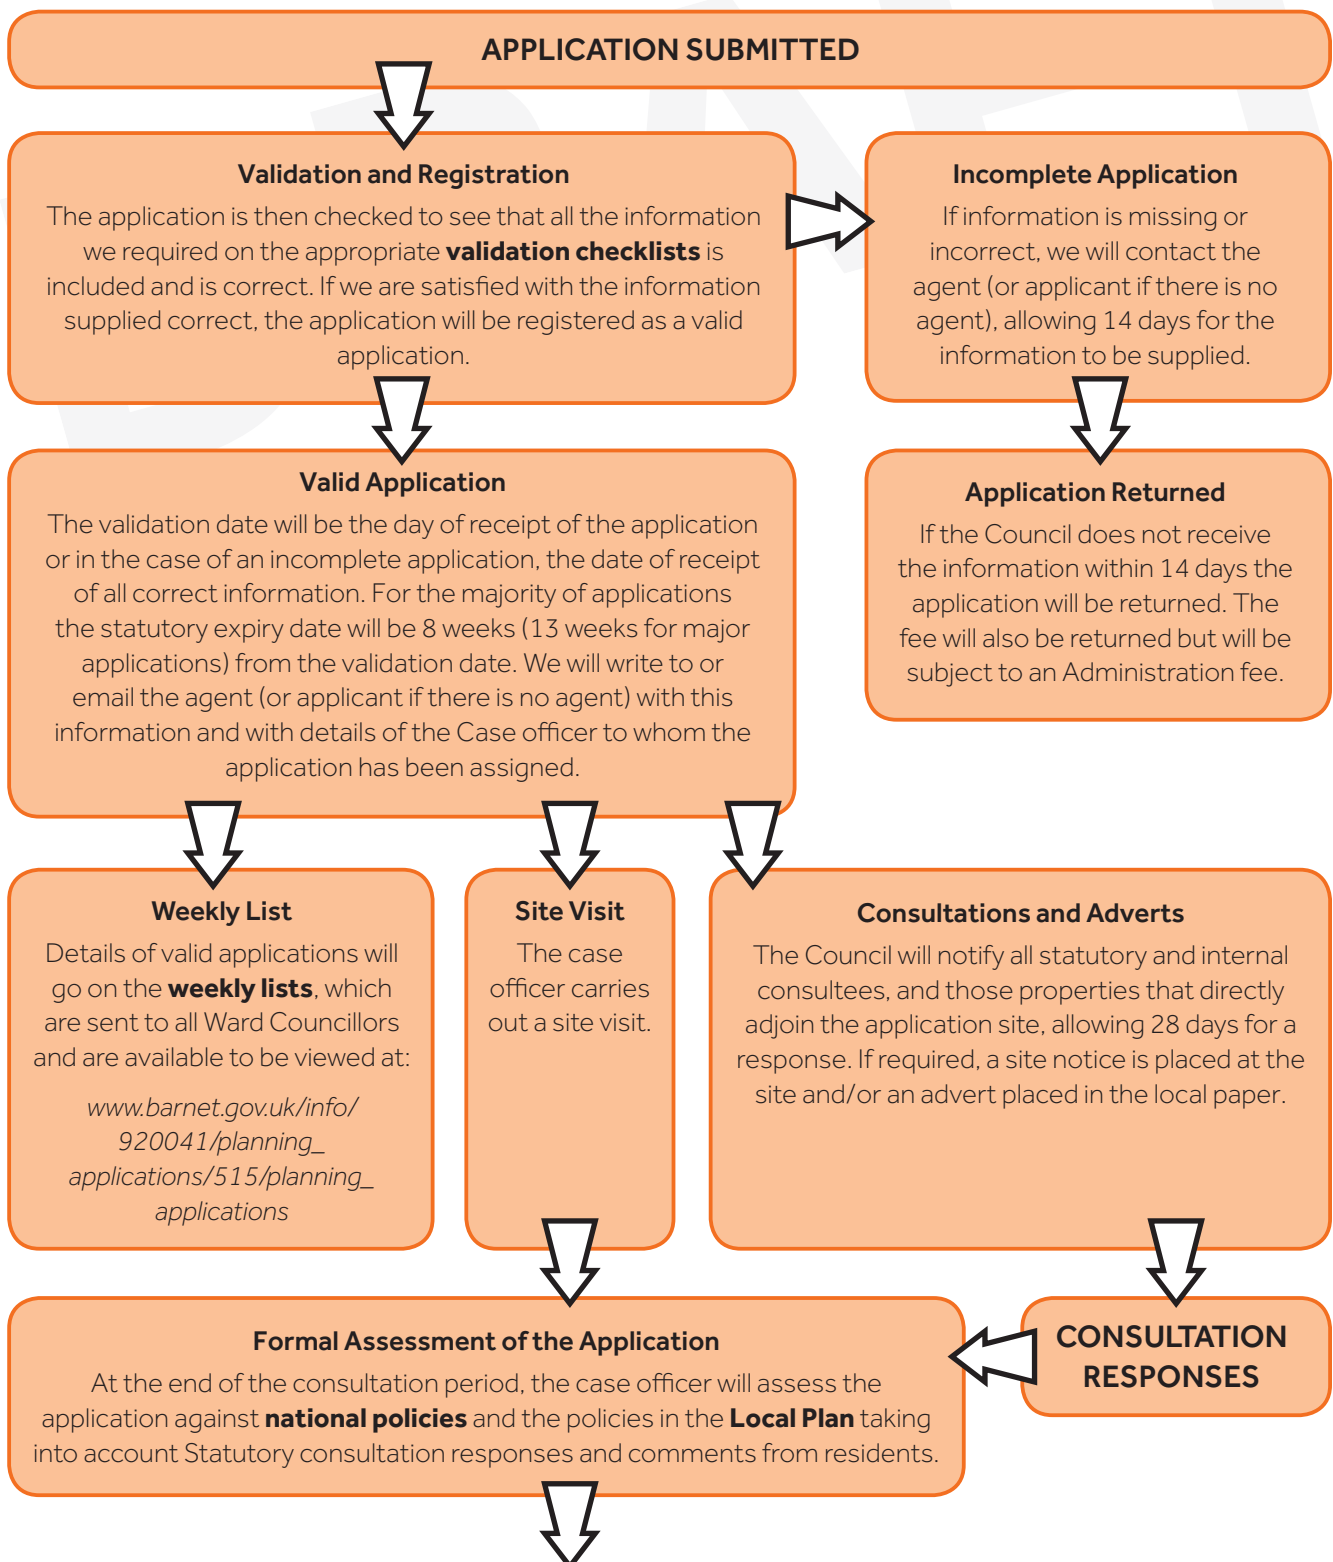 APPLICATION SUBMITTED
Validation and Registration
The application is then checked to see that all the information
we required on the appropriate validation checklists is
included and is correct. If we are satisfied with the information
supplied correct, the application will be registered as a valid
application.
Incomplete Application
If information is missing or
incorrect, we will contact the
agent (or applicant if there is no
agent), allowing 14 days for the
information to be supplied.
Valid Application
The validation date will be the day of receipt of the application
or in the case of an incomplete application, the date of receipt
of all correct information. For the majority of applications
the statutory expiry date will be 8 weeks (13 weeks for major
applications) from the validation date. We will write to or
email the agent (or applicant if there is no agent) with this
information and with details of the Case officer to whom the
application has been assigned.
Application Returned
If the Council does not receive
the information within 14 days the
application will be returned. The
fee will also be returned but will be
subject to an Administration fee.
Weekly List
Details of valid applications will
go on the weekly lists, which
are sent to all Ward Councillors
and are available to be viewed at:
www.barnet.gov.uk/info/
920041/planning_
applications/515/planning_
applications
Site Visit
The case
officer carries
out a site visit.
Consultations and Adverts
The Council will notify all statutory and internal
consultees, and those properties that directly
adjoin the application site, allowing 28 days for a
response. If required, a site notice is placed at the
site and/or an advert placed in the local paper.
Formal Assessment of the Application
At the end of the consultation period, the case officer will assess the
application against national policies and the policies in the Local Plan taking
into account Statutory consultation responses and comments from residents.
CONSULTATION
RESPONSES